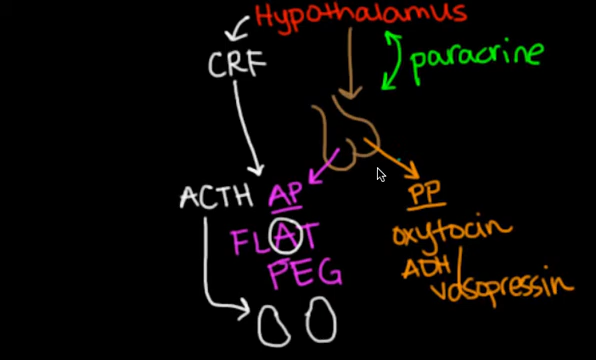 Hypothalamus
CRF
paracrine
ACTH AP
PP
FLAT
PEG
oxytocin
ADH/
vasopressin